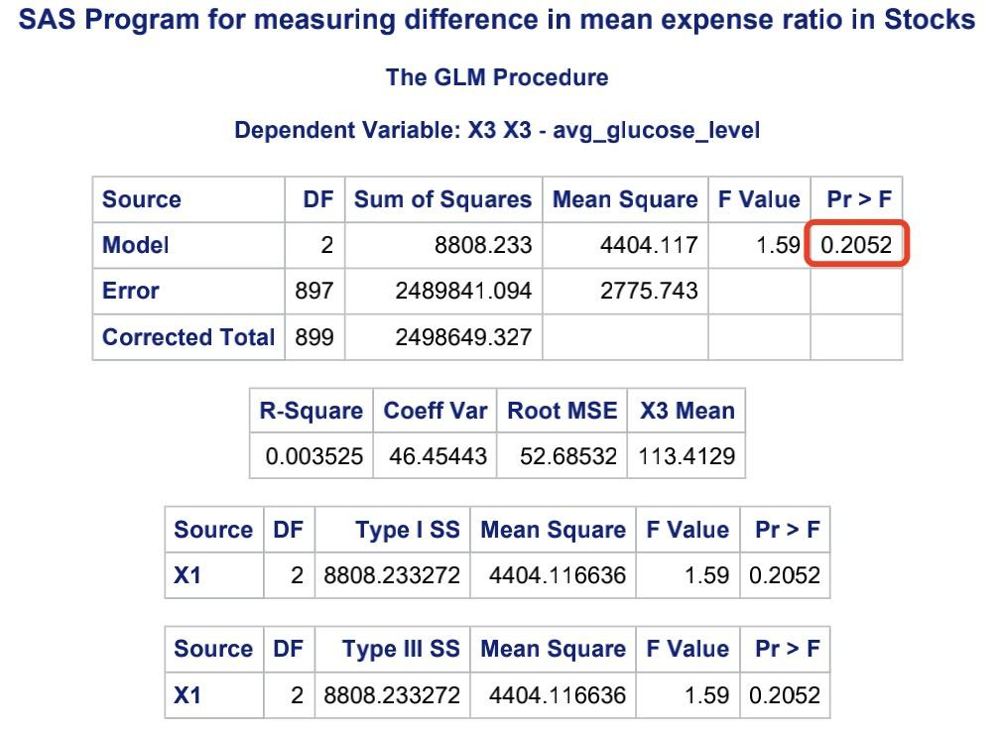 SAS Program for measuring difference in mean expense ratio in Stocks
The GLM Procedure
Dependent Variable: X3 X3 - avg_glucose_level
Source DF Sum of Squares Mean Square F Value Pr > F
Model 2 8808.233 4404.117 1.59 0.2052
Error 897 2489841.094 2775.743
Corrected Total 899 2498649.327
R-Square Coeff Var Root MSE X3 Mean
0.003525 46.45443 52.68532 113.4129
Source DF Type I SS Mean Square F Value Pr > F
X1 2 8808.233272 4404.116636 1.59 0.2052
Source DF Type III SS Mean Square F Value Pr > F
X1 2 8808.233272 4404.116636 1.59 0.2052